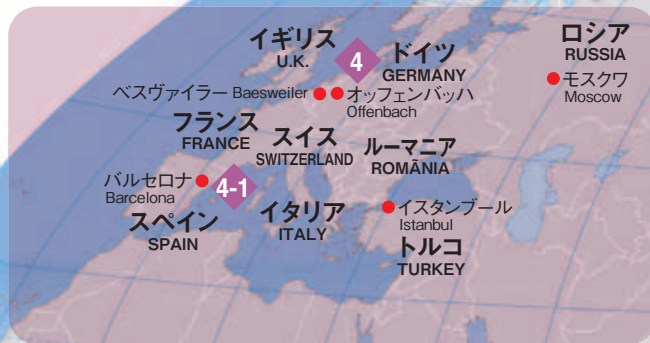 イギリス
U.K.
4
ドイツ
GERMANY
ロシア
RUSSIA
モスクワ
Moscow
ベスヴァイラー Baesweiler
オッフェンバッハ
Offenbach
フランス
FRANCE
スイス
SWITZERLAND
ルーマニア
ROMÃNIA
バルセロナ
Barcelona
4-1
スペイン
SPAIN
イタリア
ITALY
イスタンブール
Istanbul
トルコ
TURKEY